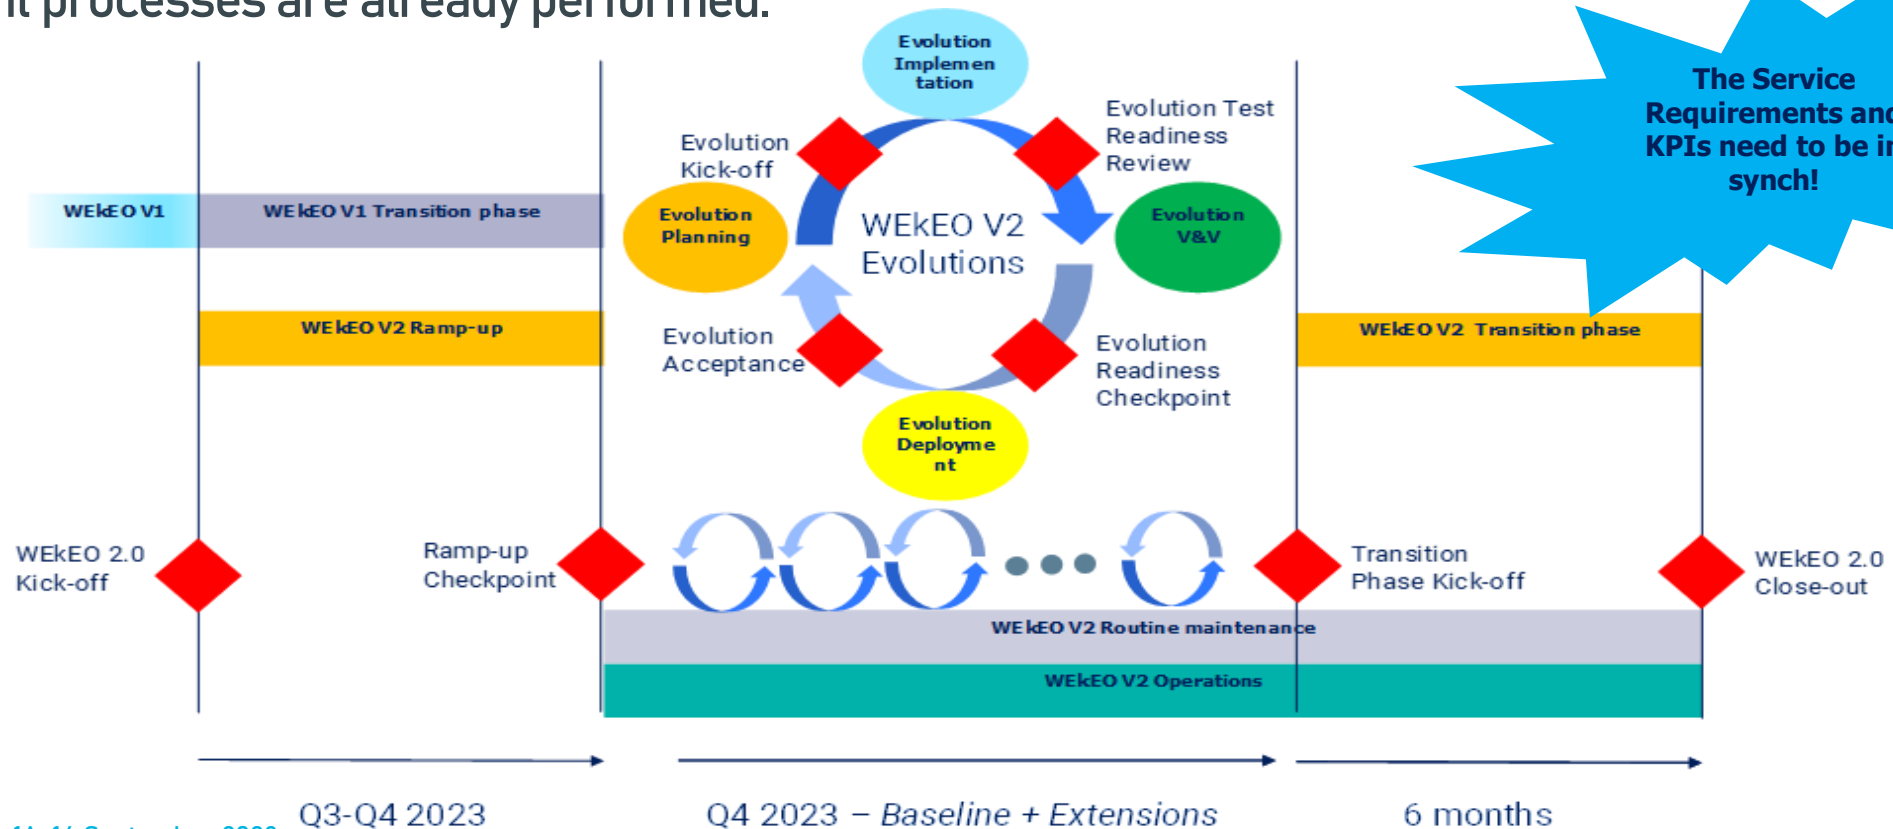 processes are already performed.
Evolution
Implemen
tation
The Service
Requirements and
KPIs need to be in
synch!
Evolution
Kick-off
Evolution Test
Readiness
Review
WEkEO V1
WEkEO V1 Transition phase
Evolution
Planning
WEkEO V2
Evolutions
Evolution
V&V
WEkEO V2 Ramp-up
Evolution
Acceptance
Evolution
Readiness
Checkpoint
WEkEO V2 Transition phase
Evolution
Deployme
nt
WEkEO 2.0
Kick-off
Ramp-up
Checkpoint
Transition
Phase Kick-off
WEkEO 2.0
Close-out
WEkEO V2 Routine maintenance
WEkEO V2 Operations
Q3-Q4 2023
Q4 2023 – Baseline + Extensions
6 months